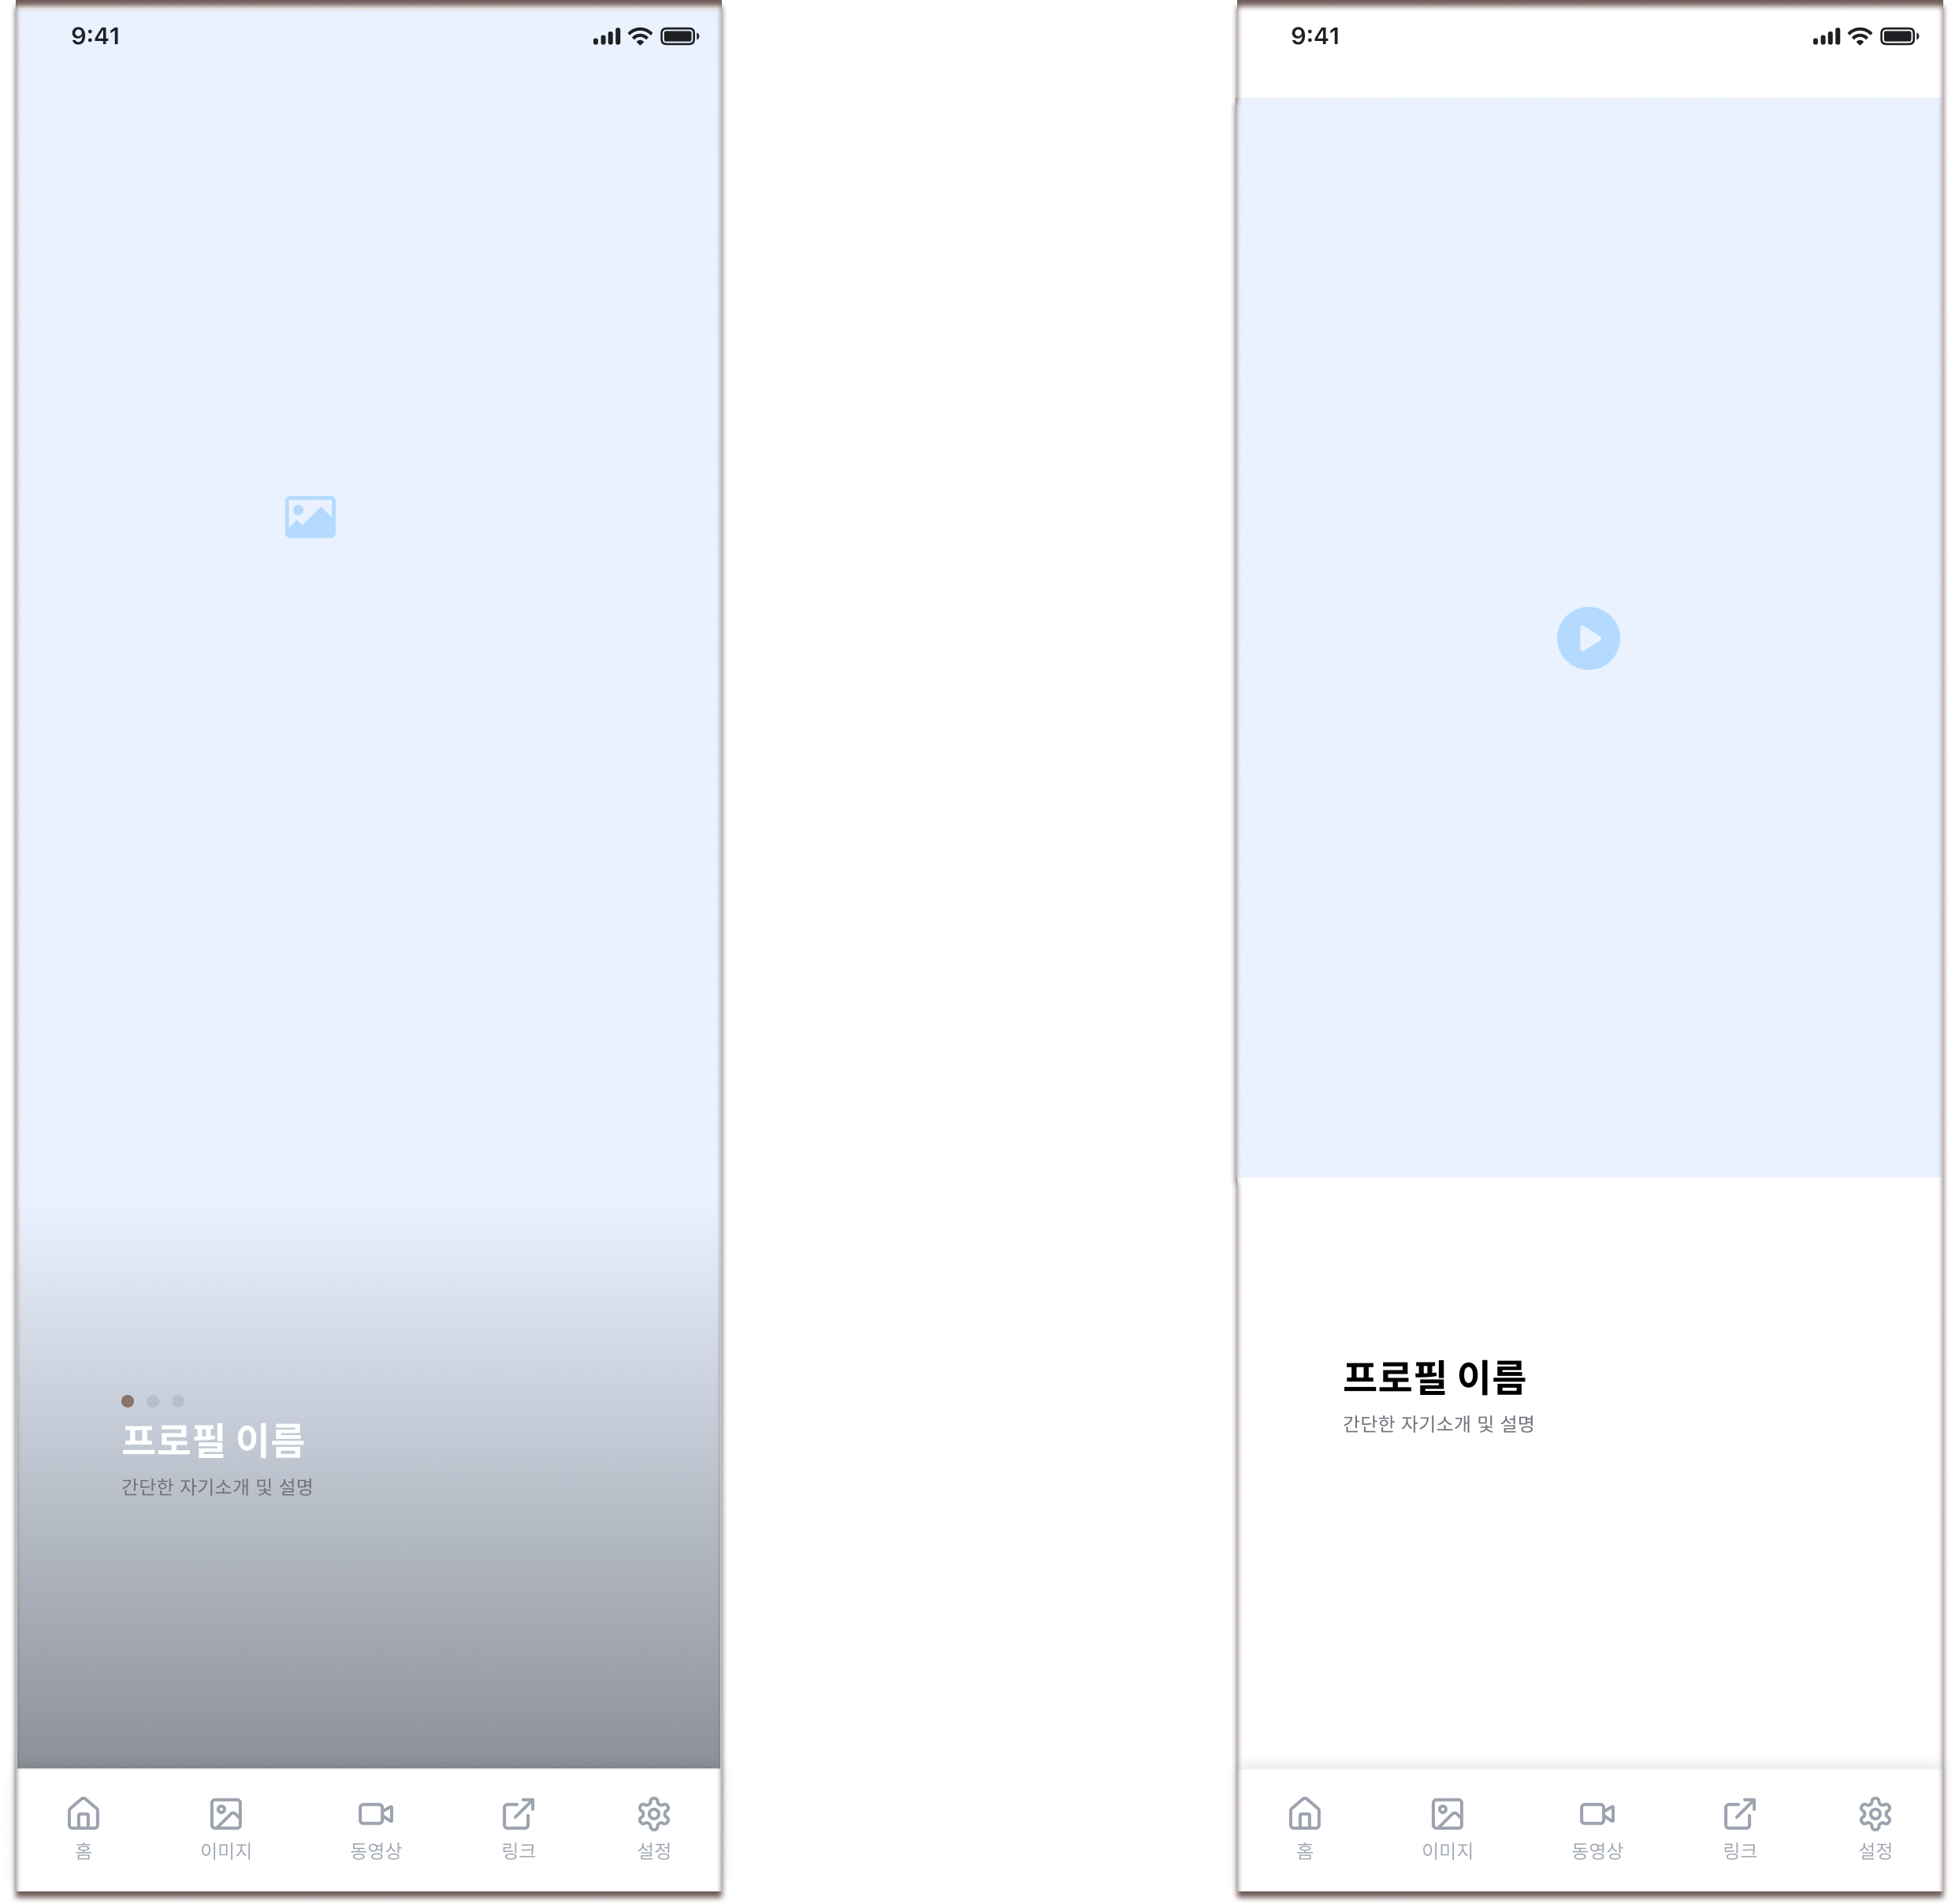 9:41
프로필 이름
간단한 자기소개 및 설명
홈
이미지
동영상
링크
설정
9:41
프로필 이름
간단한 자기소개 및 설명
홈
이미지
동영상
링크
설정